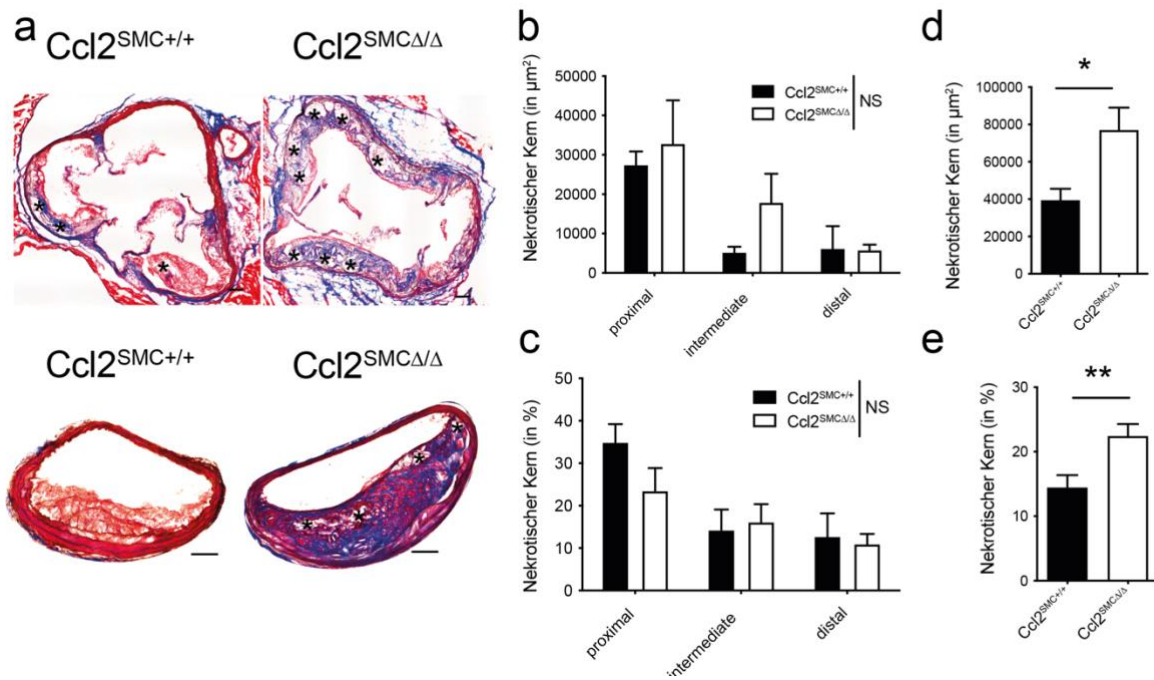 a
Ccl2SMC+/+
Ccl2SMCΔ/Δ
* * * * * * * * * * *
Ccl2SMC+/+
Ccl2SMCΔ/Δ
* * *
b
Nekrotischer Kern (in µm²)
50000
40000
30000
20000
10000
0
Ccl2SMC+/+
Ccl2SMCΔ/Δ
NS
proximal
intermediate
distal
c
Nekrotischer Kern (in %)
50
40
30
20
10
0
Ccl2SMC+/+
Ccl2SMCΔ/Δ
NS
proximal
intermediate
distal
d
Nekrotischer Kern (in µm²)
100000
80000
60000
40000
20000
0
*
Ccl2SMC+/+
Ccl2SMCΔ/Δ
e
Nekrotischer Kern (in %)
30
20
10
0
**
Ccl2SMC+/+
Ccl2SMCΔ/Δ